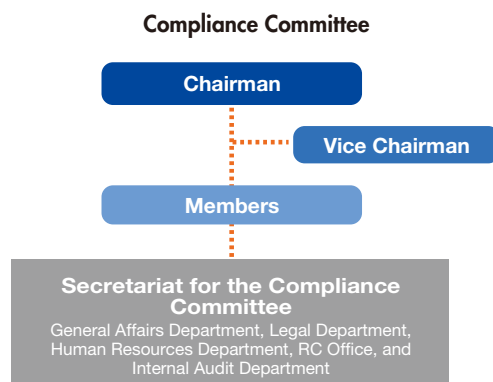 Compliance Committee
Chairman
Vice Chairman
Members
Secretariat for the Compliance
Committee
General Affairs Department, Legal Department,
Human Resources Department, RC Office, and
Internal Audit Department